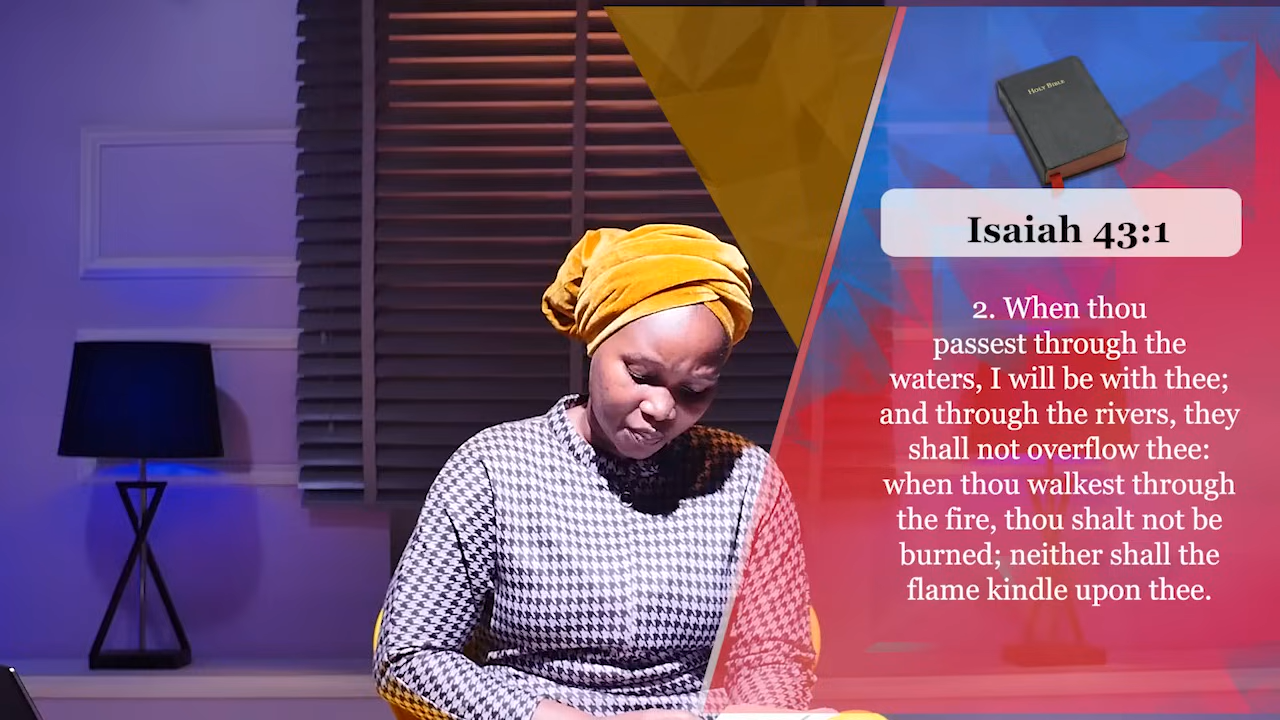 HOLY BIBLE
Isaiah 43:1
2. When thou
passest through the
waters, I will be with thee;
and through the rivers, they
shall not overflow thee:
when thou walkest through
the fire, thou shalt not be
burned; neither shall the
flame kindle upon thee.